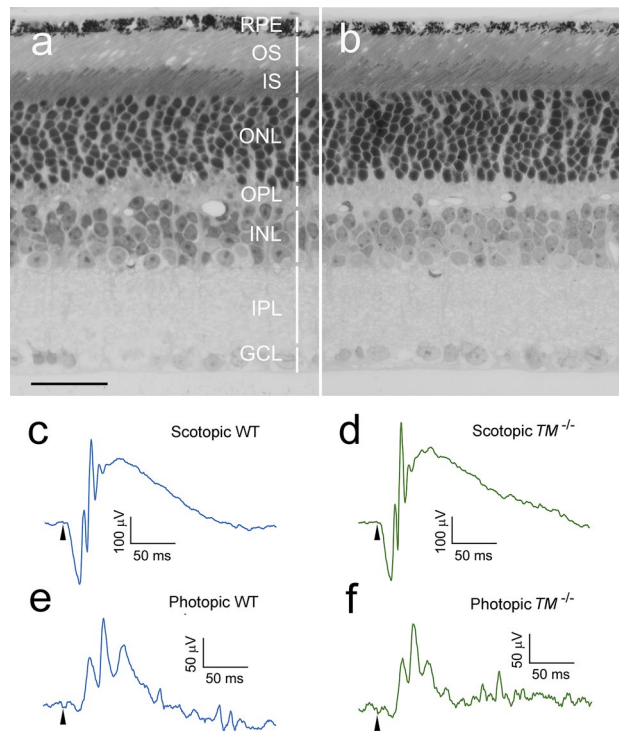 a
b
RPE
OS
IS
ONL
OPL
INL
IPL
GCL
c
Scotopic WT
100 µV
50 ms
d
Scotopic TM -/-
100 µV
50 ms
e
Photopic WT
50 µV
50 ms
f
Photopic TM -/-
50 µV
50 ms